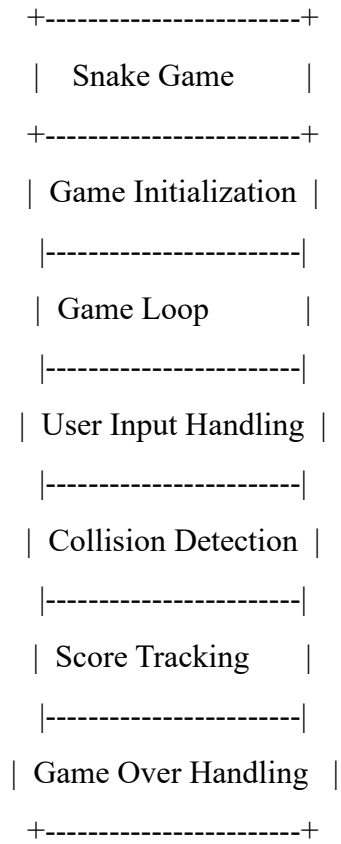 +------------------------+
|    Snake Game         |
+------------------------+
|  Game Initialization  |
|------------------------|
|  Game Loop            |
|------------------------|
|  User Input Handling  |
|------------------------|
|  Collision Detection  |
|------------------------|
|  Score Tracking       |
|------------------------|
|  Game Over Handling   |
+------------------------+